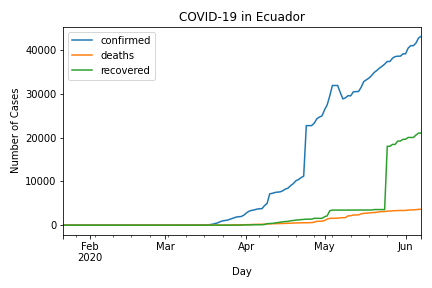 COVID-19 in Ecuador
confirmed
deaths
recovered
Number of Cases
40000
30000
20000
10000
0
Feb Mar Apr May Jun
2020
Day